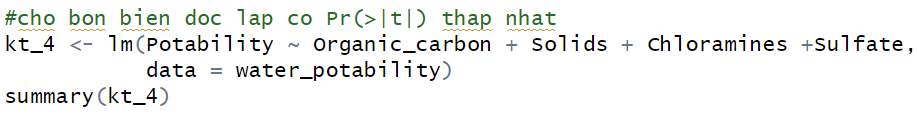 #cho bon bien doc lap co Pr(>|t|) thap nhat
kt_4 <- lm(Potability ~ Organic_carbon + Solids + Chloramines +Sulfate,
data = water_potability)
summary(kt_4)